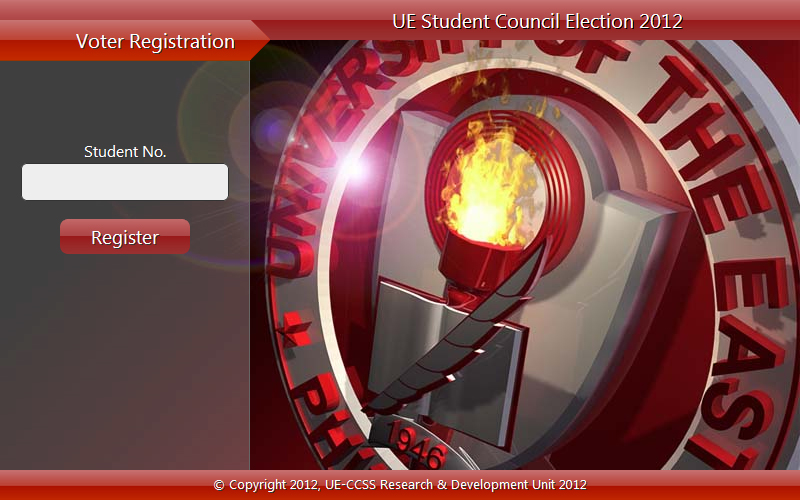 UE Student Council Election 2012
Voter Registration
Student No.
Register
UNIVERSITY OF THE EAST
1946
© Copyright 2012, UE-CCSS Research & Development Unit 2012